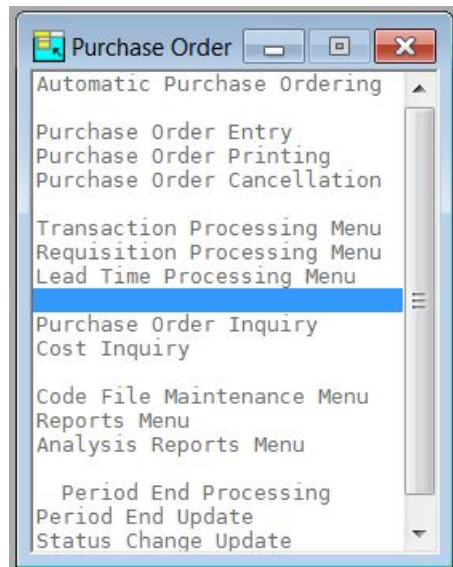 Purchase Order
Automatic Purchase Ordering
Purchase Order Entry
Purchase Order Printing
Purchase Order Cancellation
Transaction Processing Menu
Requisition Processing Menu
Lead Time Processing Menu
Purchase Order Inquiry
Cost Inquiry
Code File Maintenance Menu
Reports Menu
Analysis Reports Menu
Period End Processing
Period End Update
Status Change Update